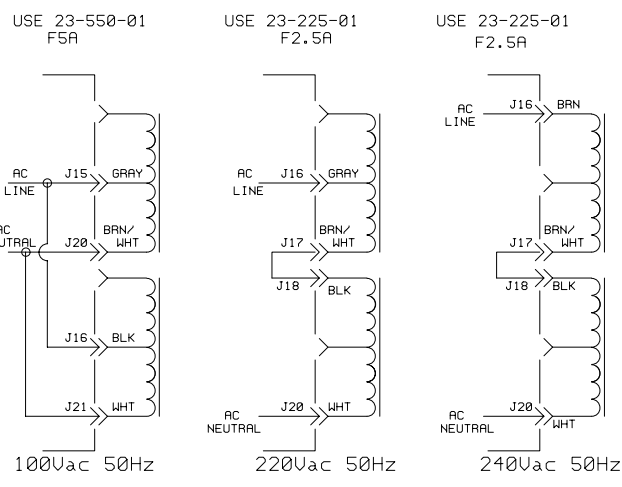 USE 23-550-01
F5A
AC
LINE
J15
GRAY
AC
UTRAL
J20
BRN/
WHT
J16
BLK
J21
WHT
100Vac 50Hz
USE 23-225-01
F2.5A
AC
LINE
J16
GRAY
BRN/
J17
WHT
J18
BLK
AC
NEUTRAL
J20
WHT
220Vac 50Hz
USE 23-225-01
F2.5A
AC
LINE
J16
BRN
BRN/
J17
WHT
J18
BLK
AC
NEUTRAL
J20
WHT
240Vac 50Hz